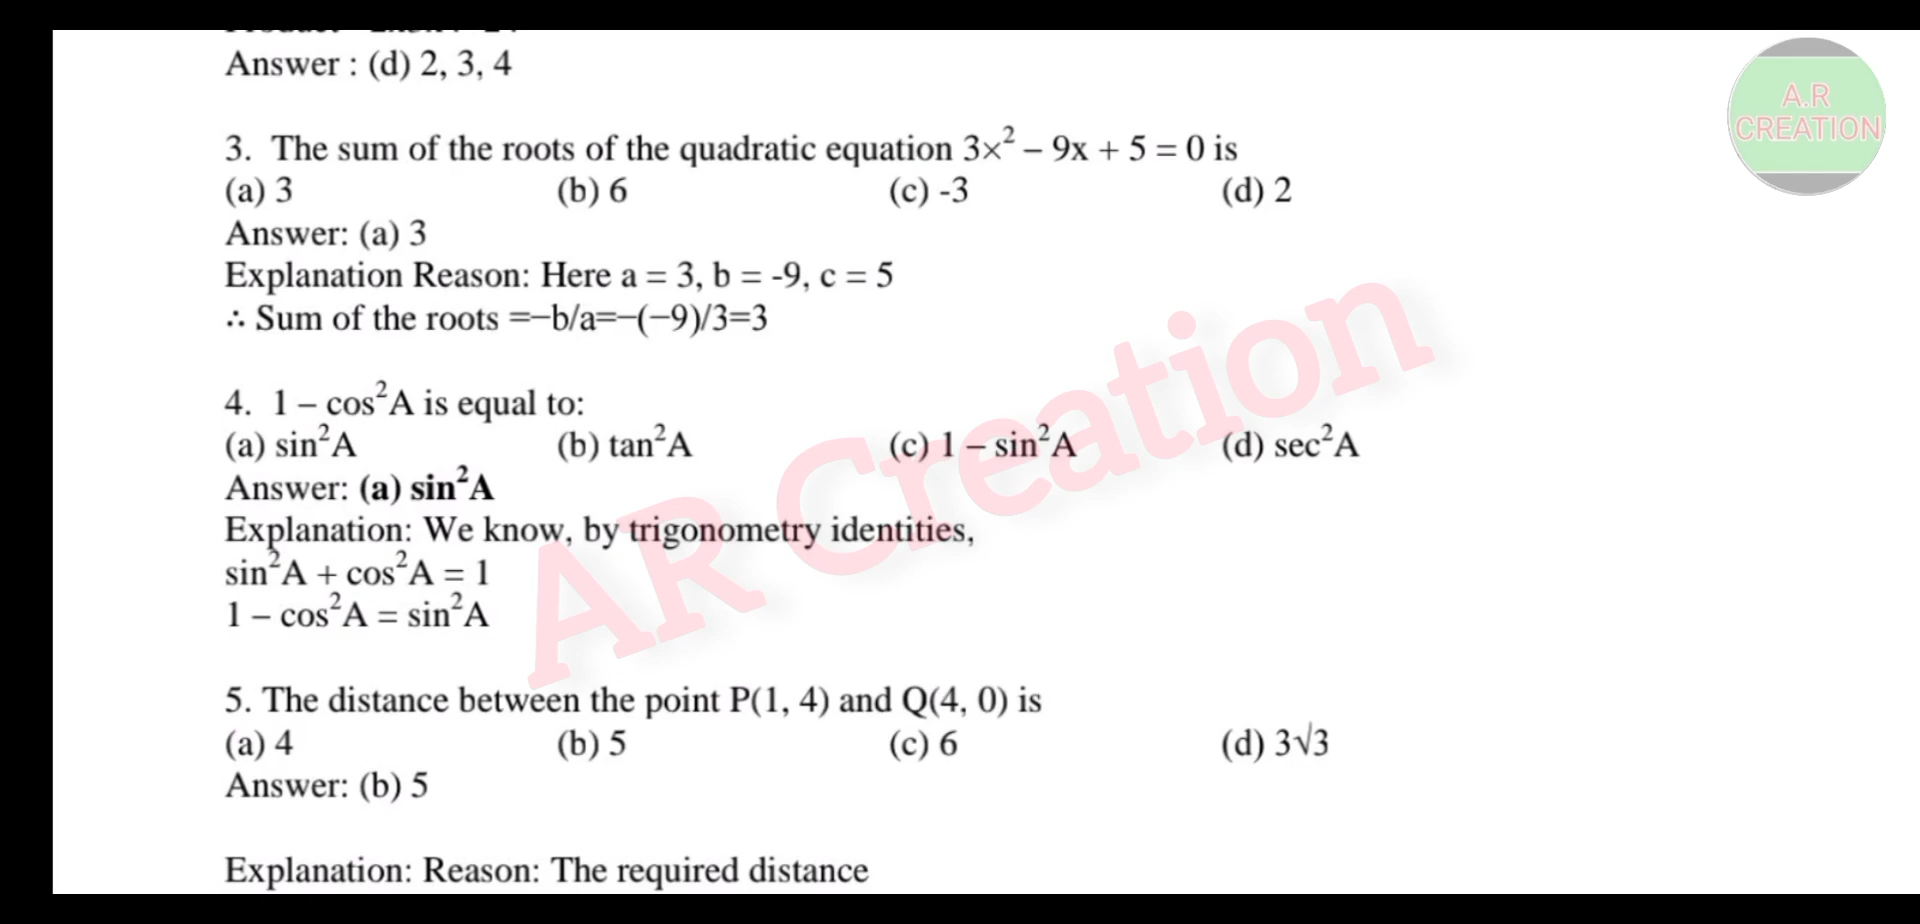 Answer : (d) 2, 3, 4
3. The sum of the roots of the quadratic equation 3×² – 9x + 5 = 0 is
(a) 3 (b) 6 (c) -3 (d) 2
Answer: (a) 3
Explanation Reason: Here a = 3, b = -9, c = 5
∴ Sum of the roots =−b/a=−(−9)/3=3
4. 1 – cos²A is equal to:
(a) sin²A (b) tan²A (c) 1 – sin²A (d) sec²A
Answer: (a) sin²A
Explanation: We know, by trigonometry identities,
sin²A + cos²A = 1
1 – cos²A = sin²A
5. The distance between the point P(1, 4) and Q(4, 0) is
(a) 4 (b) 5 (c) 6 (d) 3√3
Answer: (b) 5
Explanation: Reason: The required distance
A.R
CREATION
AR Creation